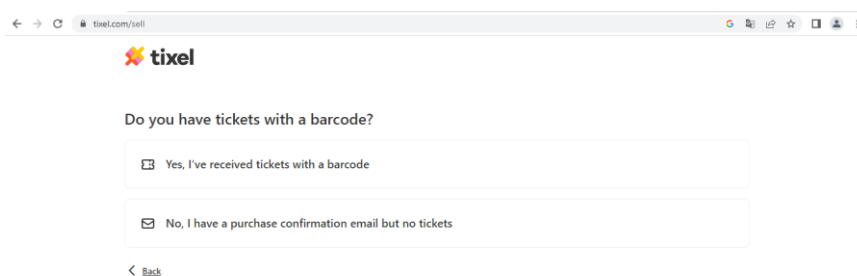 tixel.com/sell
tixel
Do you have tickets with a barcode?
Yes, I've received tickets with a barcode
No, I have a purchase confirmation email but no tickets
Back